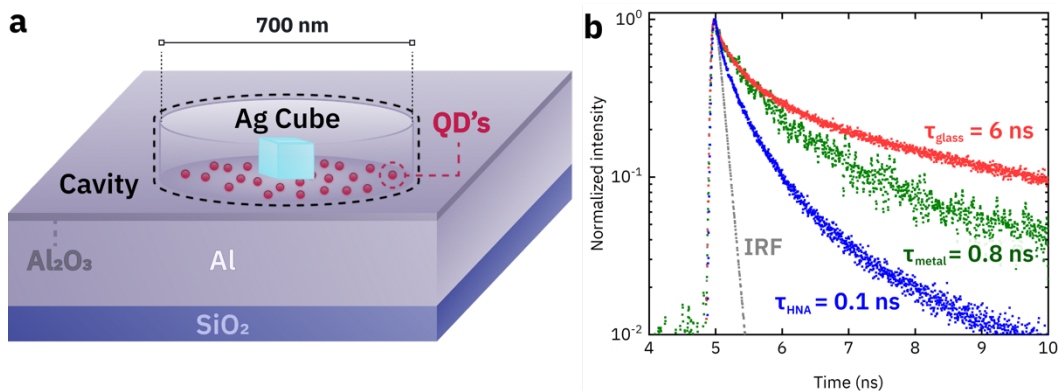 a
700 nm
Ag Cube
QD's
Cavity
Al₂O₃
Al
SiO₂
b
Normalized intensity
10⁰
10⁻¹
10⁻²
τglass = 6 ns
τmetal = 0.8 ns
τHNA = 0.1 ns
IRF
4 5 6 7 8 9 10
Time (ns)